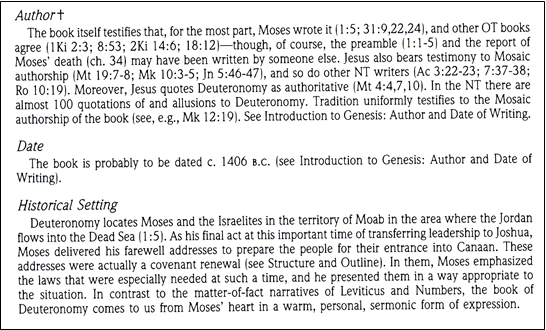 Author†
The book itself testifies that, for the most part, Moses wrote it (1:5; 31:9,22,24), and other OT books
agree (1Ki 2:3; 8:53; 2Ki 14:6; 18:12)—though, of course, the preamble (1:1-5) and the report of
Moses' death (ch. 34) may have been written by someone else. Jesus also bears testimony to Mosaic
authorship (Mt 19:7-8; Mk 10:3-5; Jn 5:46-47), and so do other NT writers (Ac 3:22-23; 7:37-38;
Ro 10:19). Moreover, Jesus quotes Deuteronomy as authoritative (Mt 4:4,7,10). In the NT there are
almost 100 quotations of and allusions to Deuteronomy. Tradition uniformly testifies to the Mosaic
authorship of the book (see, e.g., Mk 12:19). See Introduction to Genesis: Author and Date of Writing.
Date
The book is probably to be dated c. 1406 B.C. (see Introduction to Genesis: Author and Date of
Writing).
Historical Setting
Deuteronomy locates Moses and the Israelites in the territory of Moab in the area where the Jordan
flows into the Dead Sea (1:5). As his final act at this important time of transferring leadership to Joshua,
Moses delivered his farewell addresses to prepare the people for their entrance into Canaan. These
addresses were actually a covenant renewal (see Structure and Outline). In them, Moses emphasized
the laws that were especially needed at such a time, and he presented them in a way appropriate to
the situation. In contrast to the matter-of-fact narratives of Leviticus and Numbers, the book of
Deuteronomy comes to us from Moses' heart in a warm, personal, sermonic form of expression.